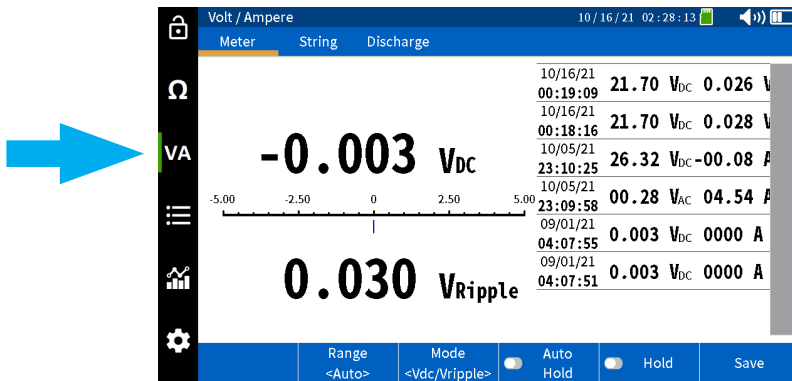 Volt / Ampere 10/16/21 02:28:13
Meter String Discharge
Ω
VA
-0.003 VDC
-5.00 -2.50 0 2.50 5.00
0.030 VRipple
10/16/21
00:19:09 21.70 VDC 0.026 V
10/16/21
00:18:16 21.70 VDC 0.028 V
10/05/21
23:10:25 26.32 VDC -00.08 A
10/05/21
23:09:58 00.28 VAC 04.54 A
09/01/21
04:07:55 0.003 VDC 0000 A
09/01/21
04:07:51 0.003 VDC 0000 A
Range
<Auto>
Mode
<Vdc/Vripple>
Auto
Hold
Hold
Save